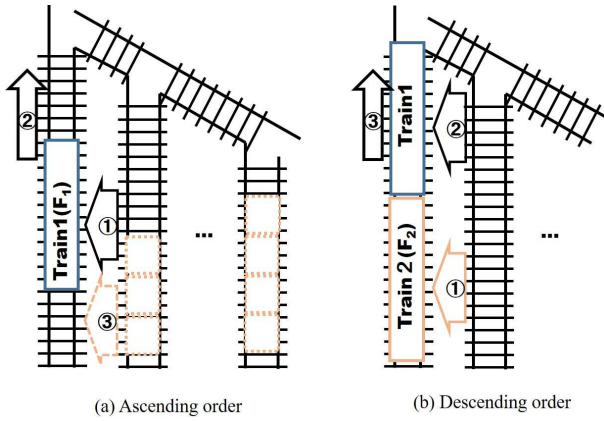 ②
Train1(F₁)
①
③
...
(a) Ascending order
③
Train1
②
Train 2 (F₂)
①
...
(b) Descending order